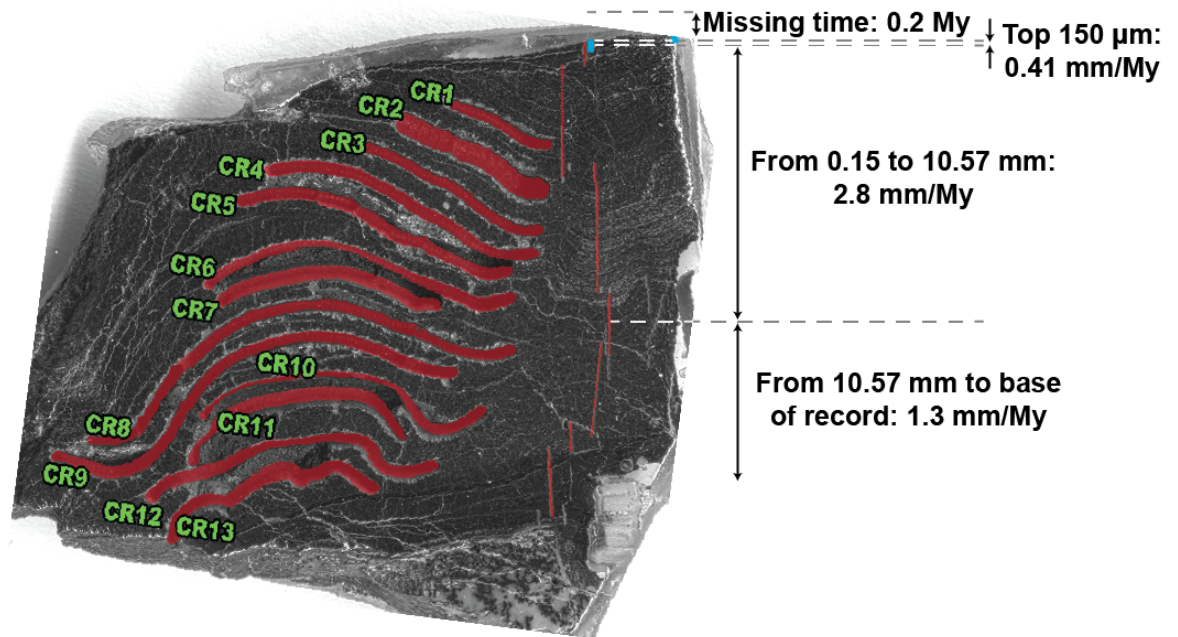 Missing time: 0.2 My
Top 150 µm:
0.41 mm/My
CR1
CR2
CR3
CR4
CR5
From 0.15 to 10.57 mm:
2.8 mm/My
CR6
CR7
CR10
CR8
CR11
From 10.57 mm to base
of record: 1.3 mm/My
CR9
CR12
CR13